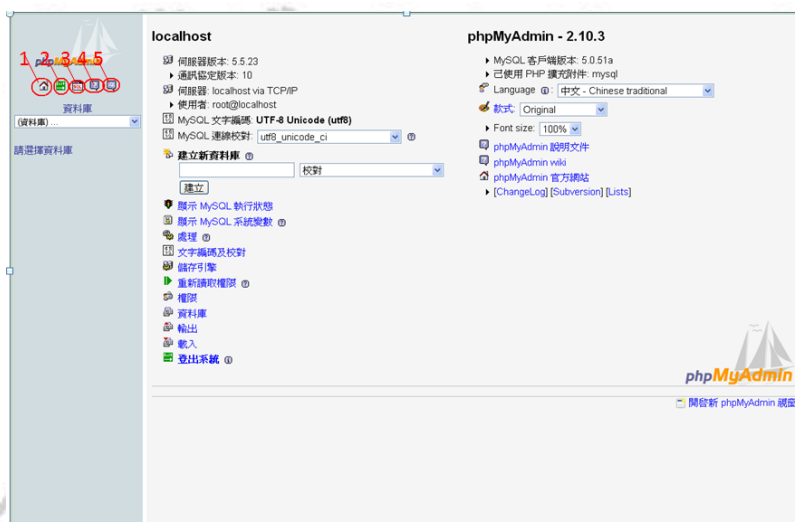 phpMyAdmin
1 2 3 4 5
資料庫
(資料庫) ...
請選擇資料庫
localhost
伺服器版本: 5.5.23
通訊協定版本: 10
伺服器: localhost via TCP/IP
使用者: root@localhost
MySQL 文字編碼: UTF-8 Unicode (utf8)
MySQL 連線校對: utf8_unicode_ci
建立新資料庫
校對
建立
顯示 MySQL 執行狀態
顯示 MySQL 系統變數
處理
文字編碼及校對
儲存引擎
重新讀取權限
權限
資料庫
輸出
載入
登出系統
phpMyAdmin - 2.10.3
MySQL 客戶端版本: 5.0.51a
已使用 PHP 擴充附件: mysql
Language : 中文 - Chinese traditional
款式: Original
Font size: 100%
phpMyAdmin 說明文件
phpMyAdmin wiki
phpMyAdmin 官方網站
[ChangeLog] [Subversion] [Lists]
phpMyAdmin
開啓新 phpMyAdmin 視窗